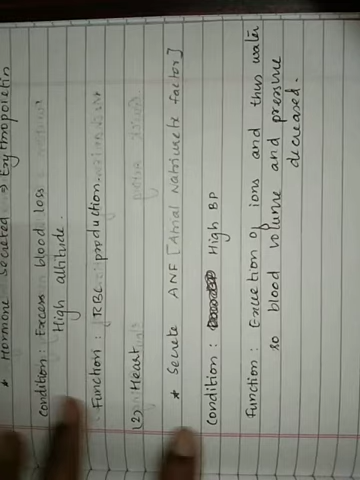 * Hormone secreted → Erythropoietin
Condition: Excess blood loss
High altitude.
Function: RBC production.
(2) Heart
* Secrete ANF [Atrial Natriurete factor]
Condition: High BP
Function: Excretion of ions and thus water
so blood volume and pressure
decreased.